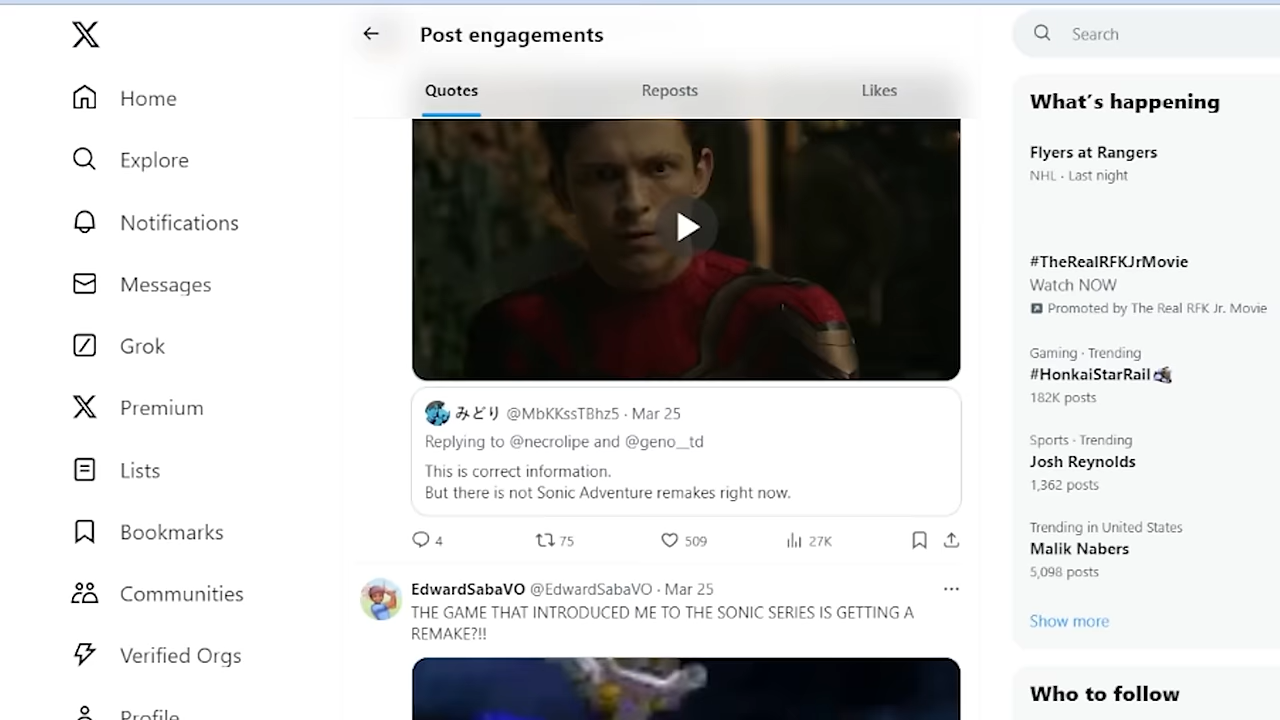 Post engagements
Search
Quotes
Reposts
Likes
Home
Explore
Notifications
Messages
Grok
Premium
Lists
Bookmarks
Communities
Verified Orgs
Profile
みどり @MbKKssTBhz5 · Mar 25
Replying to @necrolipe and @geno__td
This is correct information.
But there is not Sonic Adventure remakes right now.
4
75
509
27K
EdwardSabaVO @EdwardSabaVO · Mar 25
THE GAME THAT INTRODUCED ME TO THE SONIC SERIES IS GETTING A
REMAKE?!!
What's happening
Flyers at Rangers
NHL · Last night
#TheRealRFKJrMovie
Watch NOW
Promoted by The Real RFK Jr. Movie
Gaming · Trending
#HonkaiStarRail
182K posts
Sports · Trending
Josh Reynolds
1,362 posts
Trending in United States
Malik Nabers
5,098 posts
Show more
Who to follow